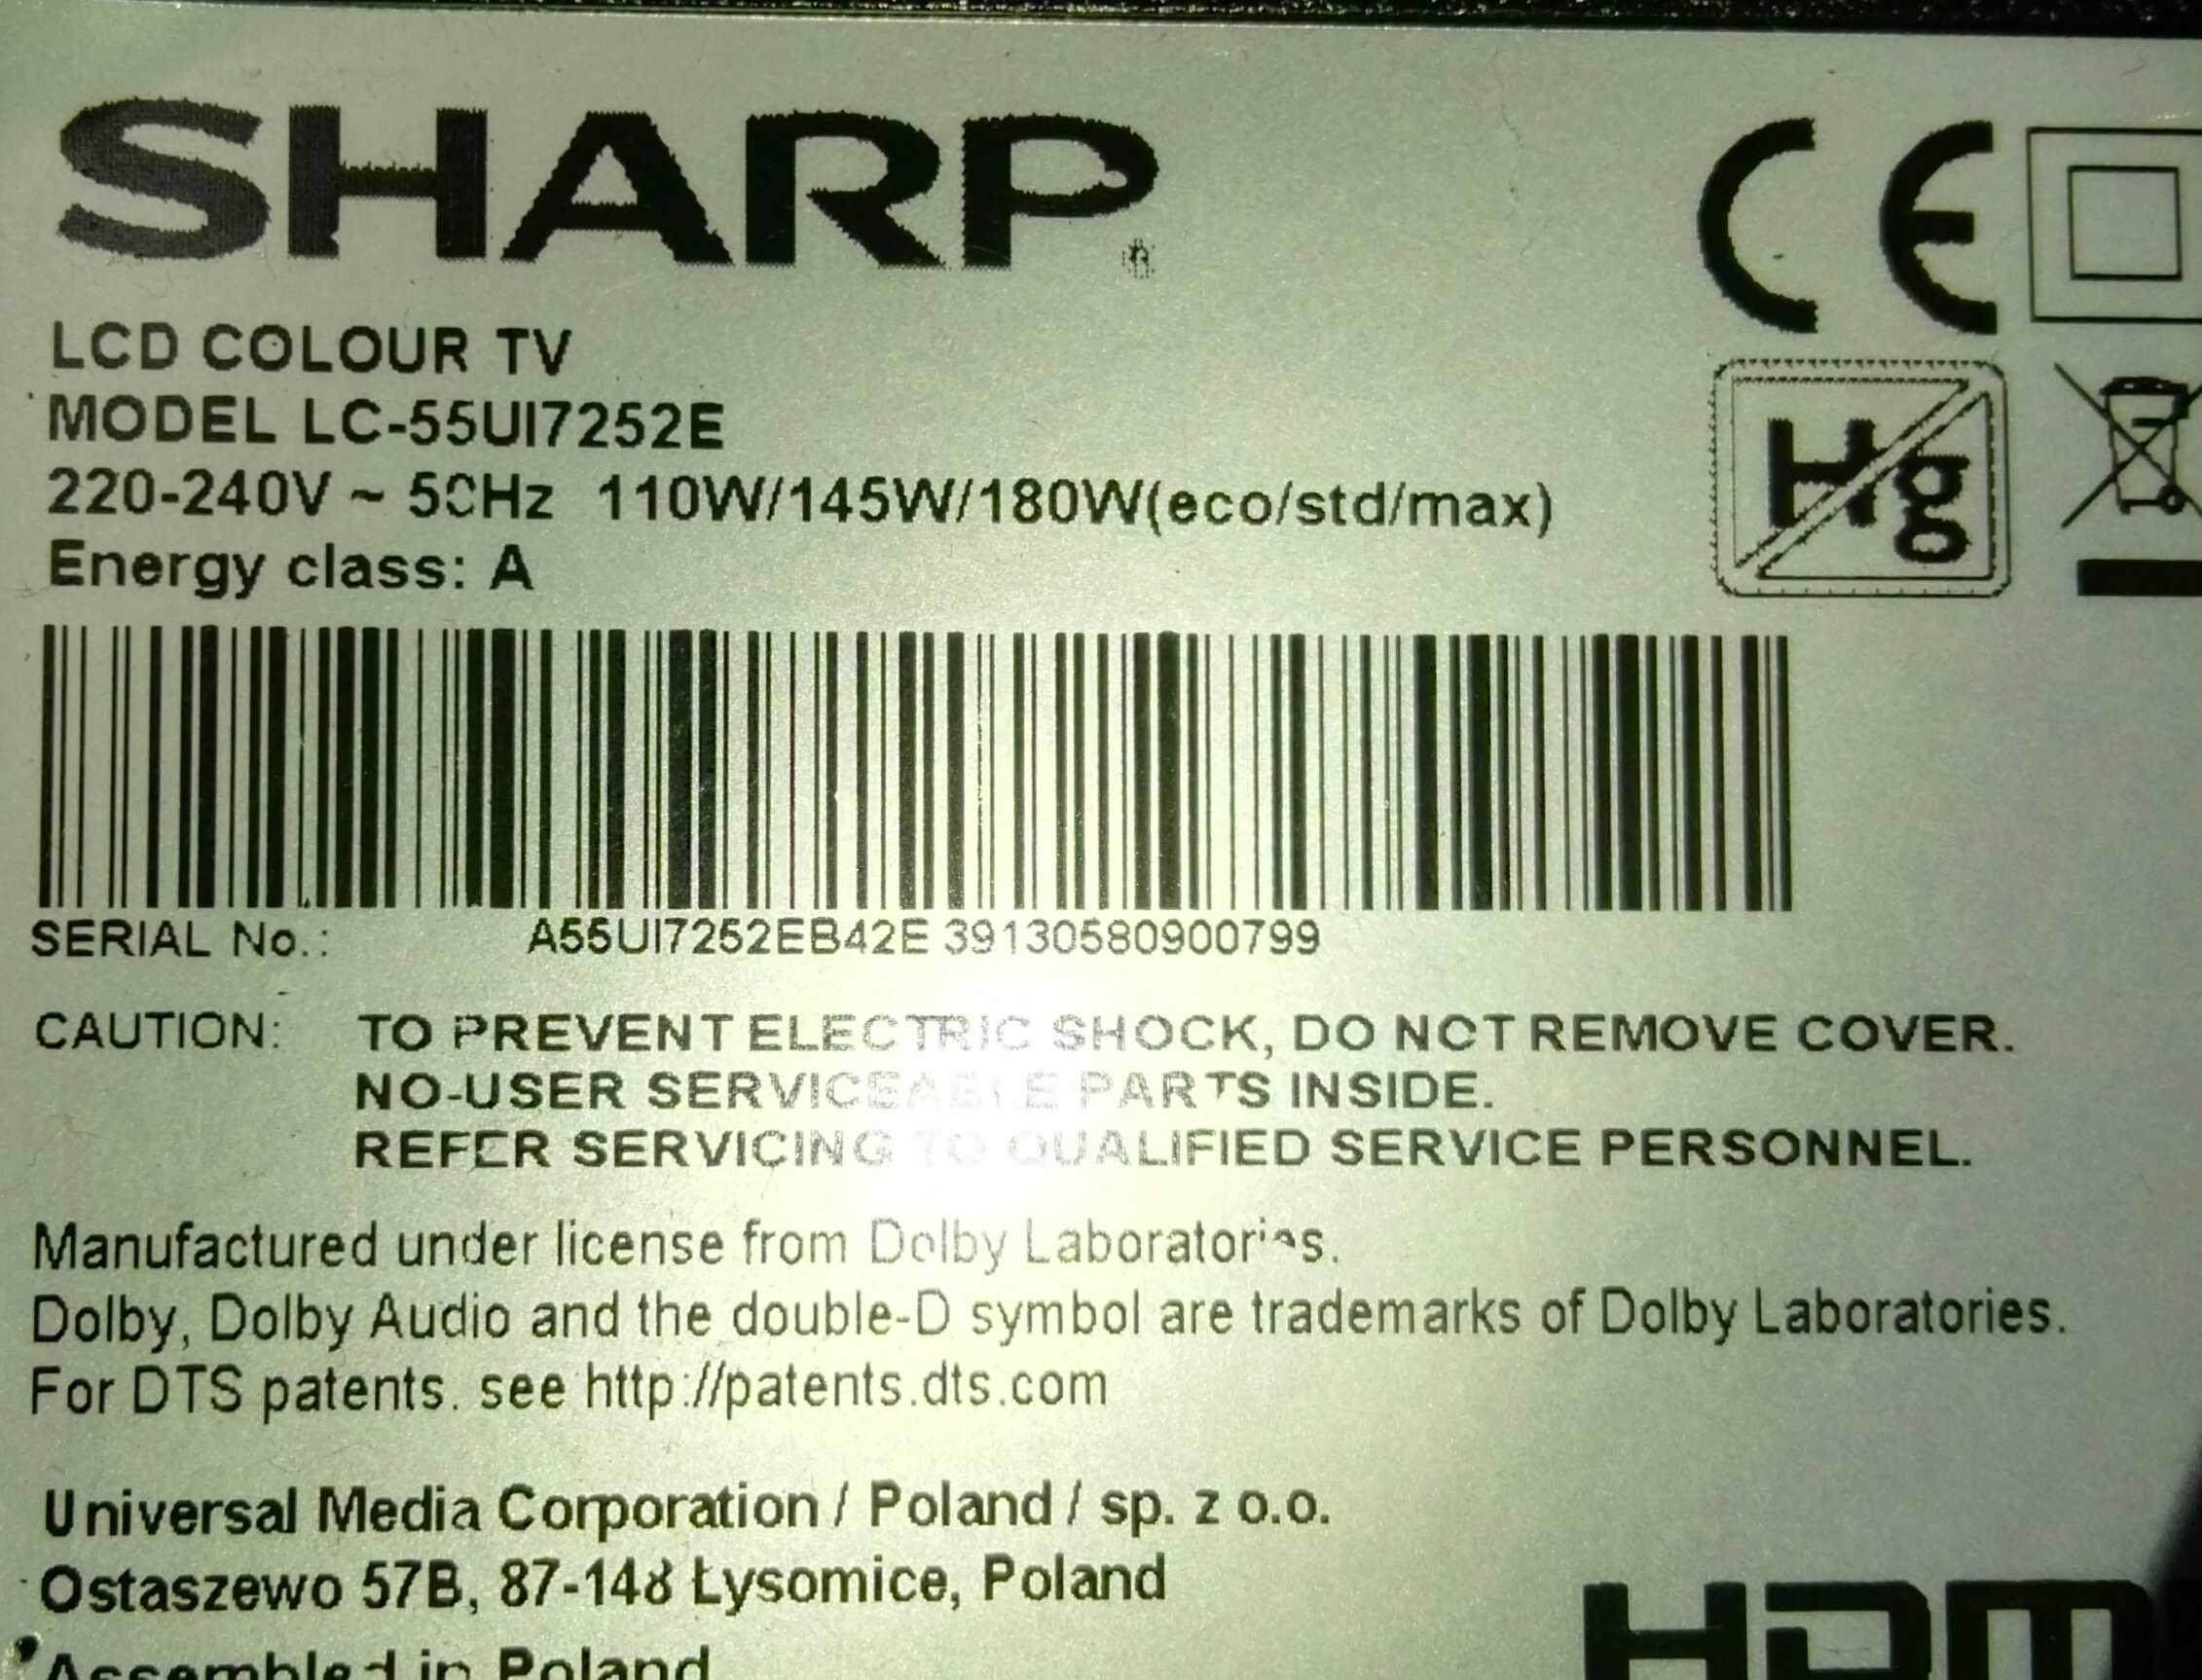 SHARP®
LCD COLOUR TV
MODEL LC-55UI7252E
220-240V ~ 50Hz 110W/145W/180W(eco/std/max)
Energy class: A
CE
Hg
SERIAL No.: A55UI7252EB42E 39130580900799
CAUTION: TO PREVENT ELECTRIC SHOCK, DO NOT REMOVE COVER.
NO-USER SERVICEABLE PARTS INSIDE.
REFER SERVICING TO QUALIFIED SERVICE PERSONNEL.
Manufactured under license from Dolby Laboratories.
Dolby, Dolby Audio and the double-D symbol are trademarks of Dolby Laboratories.
For DTS patents. see http://patents.dts.com
Universal Media Corporation / Poland / sp. z o.o.
Ostaszewo 57B, 87-148 Łysomice, Poland
Assembled in Poland